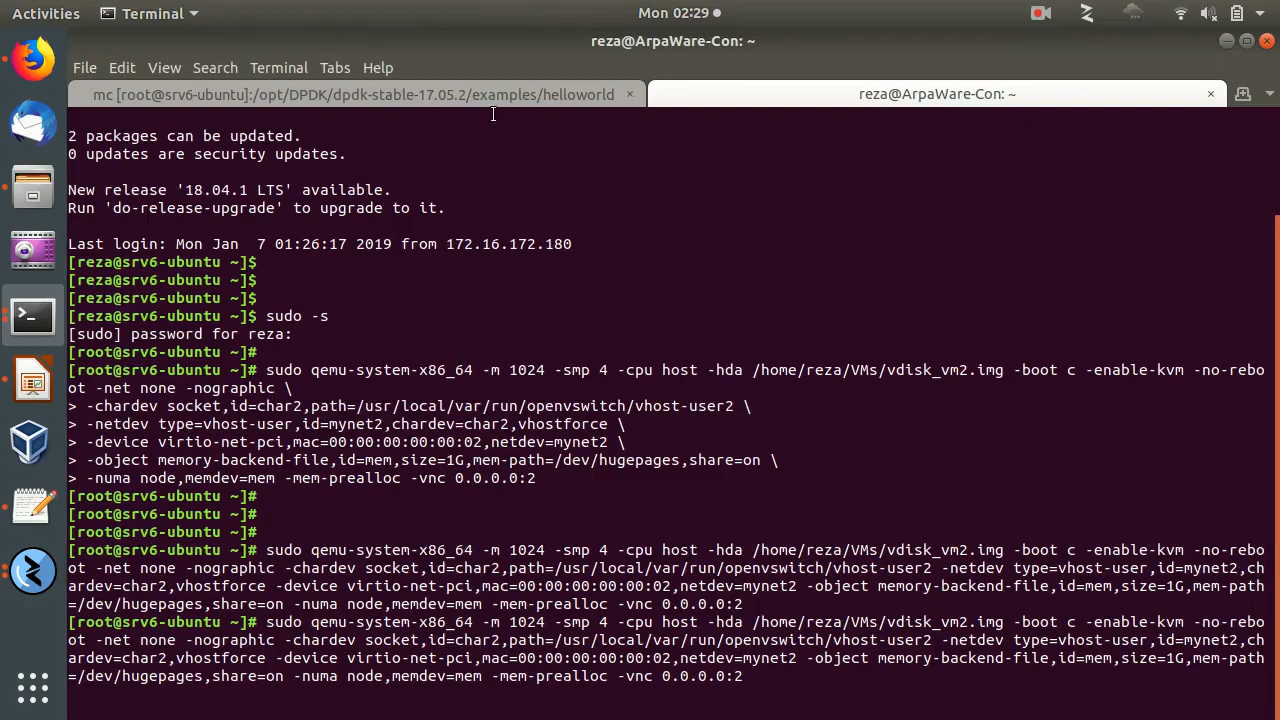 Activities Terminal Mon 02:29
reza@ArpaWare-Con: ~
File Edit View Search Terminal Tabs Help
mc [root@srv6-ubuntu]:/opt/DPDK/dpdk-stable-17.05.2/examples/helloworld × reza@ArpaWare-Con: ~ ×
2 packages can be updated.
0 updates are security updates.
New release '18.04.1 LTS' available.
Run 'do-release-upgrade' to upgrade to it.
Last login: Mon Jan  7 01:26:17 2019 from 172.16.172.180
[reza@srv6-ubuntu ~]$
[reza@srv6-ubuntu ~]$
[reza@srv6-ubuntu ~]$
[reza@srv6-ubuntu ~]$ sudo -s
[sudo] password for reza:
[root@srv6-ubuntu ~]#
[root@srv6-ubuntu ~]# sudo qemu-system-x86_64 -m 1024 -smp 4 -cpu host -hda /home/reza/VMs/vdisk_vm2.img -boot c -enable-kvm -no-rebo
ot -net none -nographic \
> -chardev socket,id=char2,path=/usr/local/var/run/openvswitch/vhost-user2 \
> -netdev type=vhost-user,id=mynet2,chardev=char2,vhostforce \
> -device virtio-net-pci,mac=00:00:00:00:00:02,netdev=mynet2 \
> -object memory-backend-file,id=mem,size=1G,mem-path=/dev/hugepages,share=on \
> -numa node,memdev=mem -mem-prealloc -vnc 0.0.0.0:2
[root@srv6-ubuntu ~]#
[root@srv6-ubuntu ~]#
[root@srv6-ubuntu ~]#
[root@srv6-ubuntu ~]# sudo qemu-system-x86_64 -m 1024 -smp 4 -cpu host -hda /home/reza/VMs/vdisk_vm2.img -boot c -enable-kvm -no-rebo
ot -net none -nographic -chardev socket,id=char2,path=/usr/local/var/run/openvswitch/vhost-user2 -netdev type=vhost-user,id=mynet2,ch
ardev=char2,vhostforce -device virtio-net-pci,mac=00:00:00:00:00:02,netdev=mynet2 -object memory-backend-file,id=mem,size=1G,mem-path
=/dev/hugepages,share=on -numa node,memdev=mem -mem-prealloc -vnc 0.0.0.0:2
[root@srv6-ubuntu ~]# sudo qemu-system-x86_64 -m 1024 -smp 4 -cpu host -hda /home/reza/VMs/vdisk_vm2.img -boot c -enable-kvm -no-rebo
ot -net none -nographic -chardev socket,id=char2,path=/usr/local/var/run/openvswitch/vhost-user2 -netdev type=vhost-user,id=mynet2,ch
ardev=char2,vhostforce -device virtio-net-pci,mac=00:00:00:00:00:02,netdev=mynet2 -object memory-backend-file,id=mem,size=1G,mem-path
=/dev/hugepages,share=on -numa node,memdev=mem -mem-prealloc -vnc 0.0.0.0:2